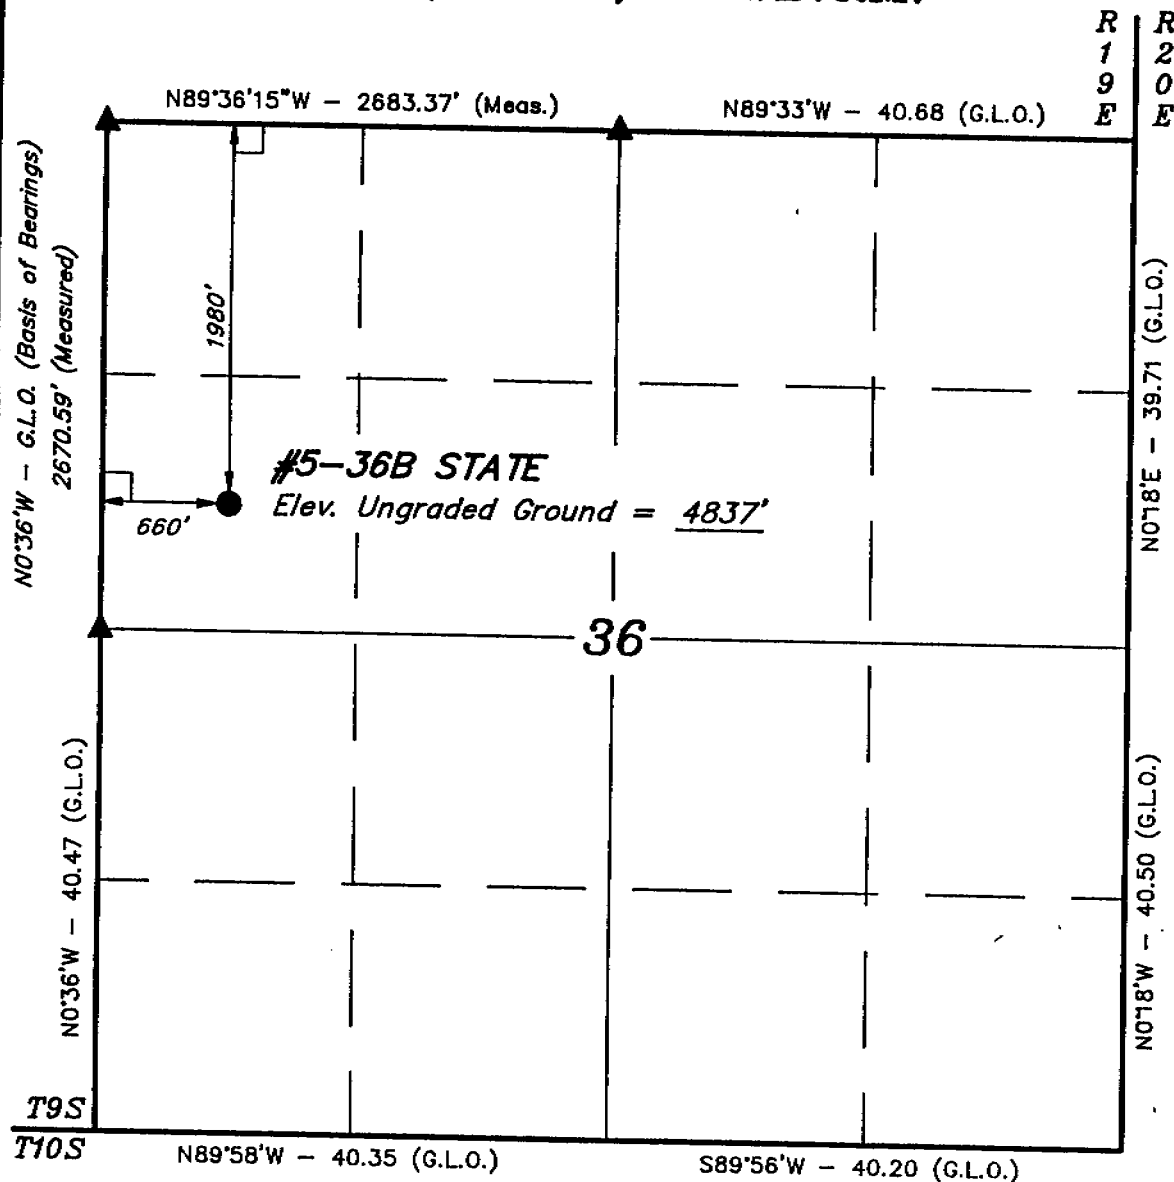 R R
1 2
9 0
E E
N89°36'15"W – 2683.37' (Meas.)
N89°33'W – 40.68 (G.L.O.)
N0°36'W – G.L.O. (Basis of Bearings)
2670.59' (Measured)
1980'
N0°18'E – 39.71 (G.L.O.)
#5–36B STATE
Elev. Ungraded Ground = 4837'
660'
36
N0°36'W – 40.47 (G.L.O.)
N0°18'W – 40.50 (G.L.O.)
T9S
T10S
N89°58'W – 40.35 (G.L.O.)
S89°56'W – 40.20 (G.L.O.)